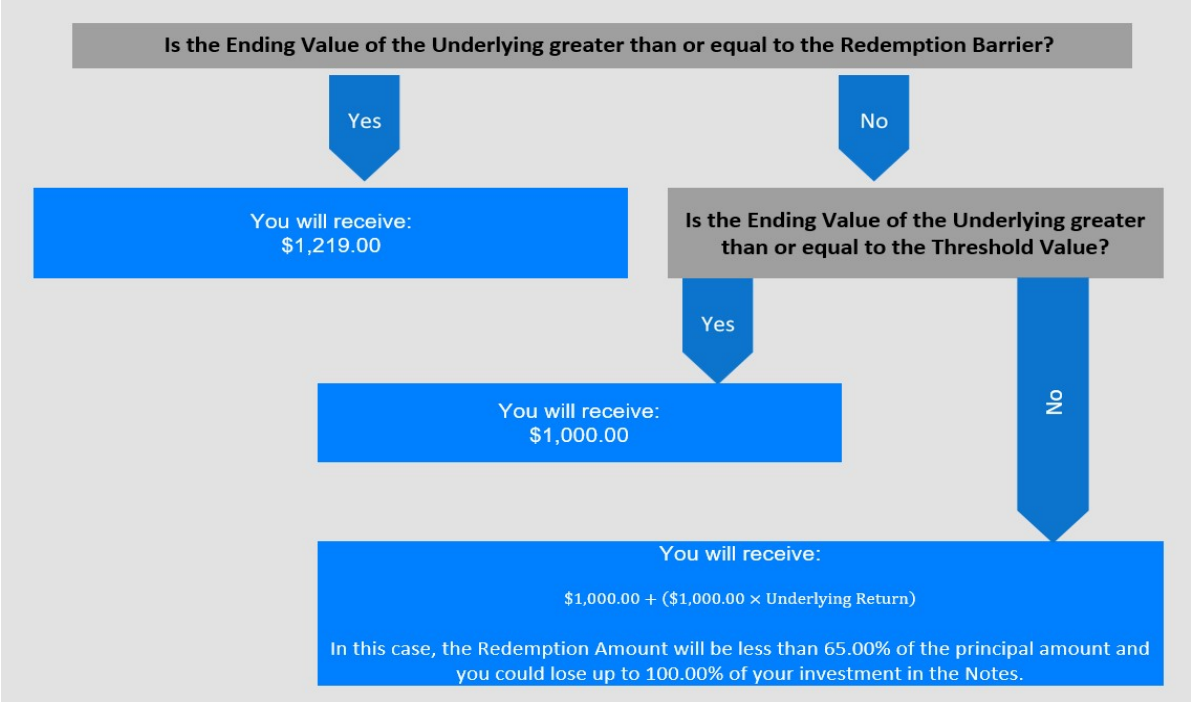 Is the Ending Value of the Underlying greater than or equal to the Redemption Barrier?
Yes
No
You will receive:
$1,219.00
Is the Ending Value of the Underlying greater
than or equal to the Threshold Value?
Yes
No
You will receive:
$1,000.00
You will receive:
$1,000.00 + ($1,000.00 × Underlying Return)
In this case, the Redemption Amount will be less than 65.00% of the principal amount and
you could lose up to 100.00% of your investment in the Notes.